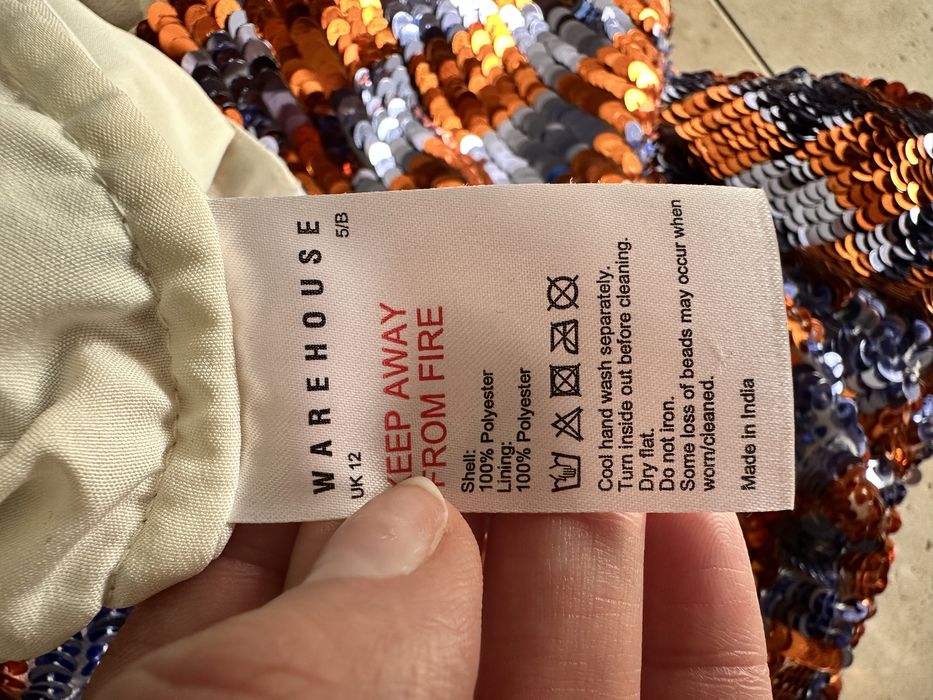 WAREHOUSE
UK 12 5/B
KEEP AWAY
FROM FIRE
Shell:
100% Polyester
Lining:
100% Polyester
Cool hand wash separately.
Turn inside out before cleaning.
Dry flat.
Do not iron.
Some loss of beads may occur when
worn/cleaned.
Made in India